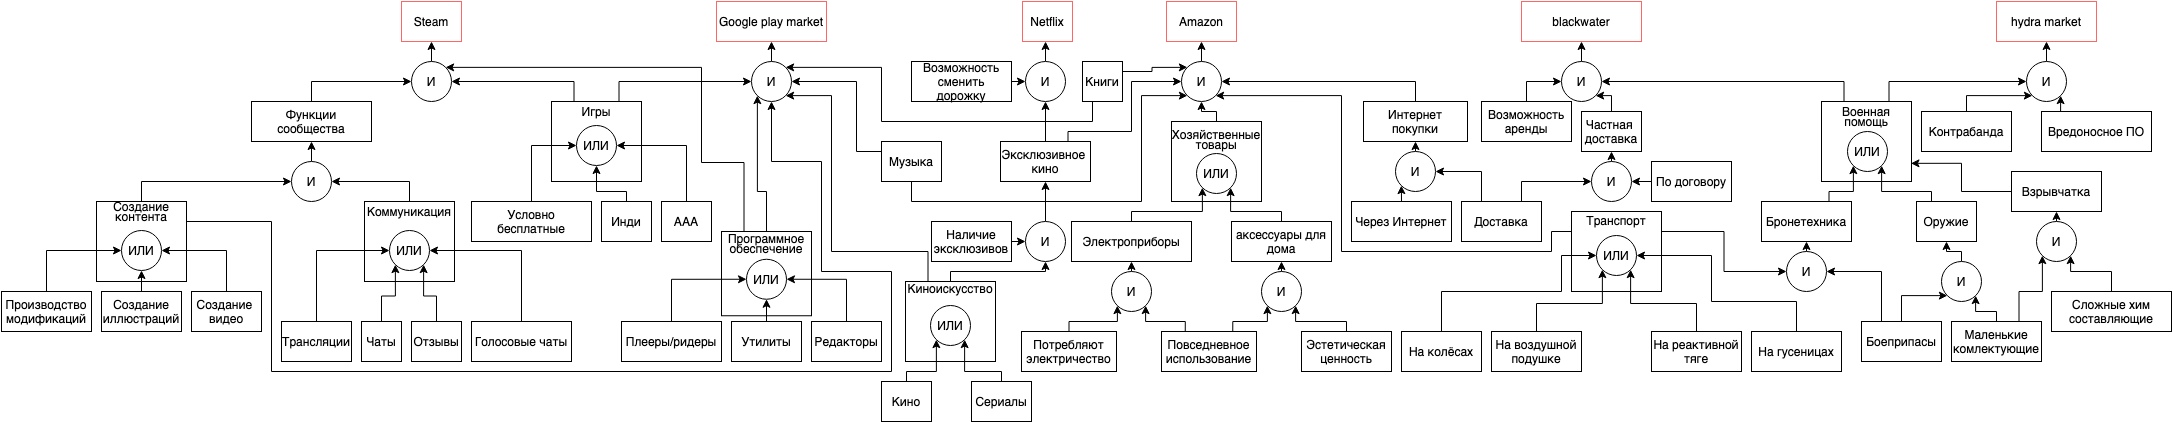 Steam
Google play market
Netflix
Amazon
blackwater
hydra market
И
И
Возможность
сменить
дорожку
И
Книги
И
И
И
Функции
сообщества
Игры
ИЛИ
Музыка
Эксклюзивное
кино
Хозяйственные
товары
ИЛИ
Интернет
покупки
Возможность
аренды
Частная
доставка
Военная
помощь
ИЛИ
Контрабанда
Вредоносное ПО
И
И
И
По договору
Взрывчатка
Создание
контента
ИЛИ
Коммуникация
ИЛИ
Условно
бесплатные
Инди
ААА
Программное
обеспечение
ИЛИ
Наличие
эксклюзивов
И
Электроприборы
аксессуары для
дома
Через Интернет
Доставка
Транспорт
ИЛИ
Бронетехника
Оружие
И
Киноискусство
ИЛИ
И
И
И
И
Производство
модификаций
Создание
иллюстраций
Создание
видео
Трансляции
Чаты
Отзывы
Голосовые чаты
Плееры/ридеры
Утилиты
Редакторы
Потребляют
электричество
Повседневное
использование
Эстетическая
ценность
На колёсах
На воздушной
подушке
На реактивной
тяге
На гусеницах
Боеприпасы
Маленькие
комлектующие
Сложные хим
составляющие
Кино
Сериалы